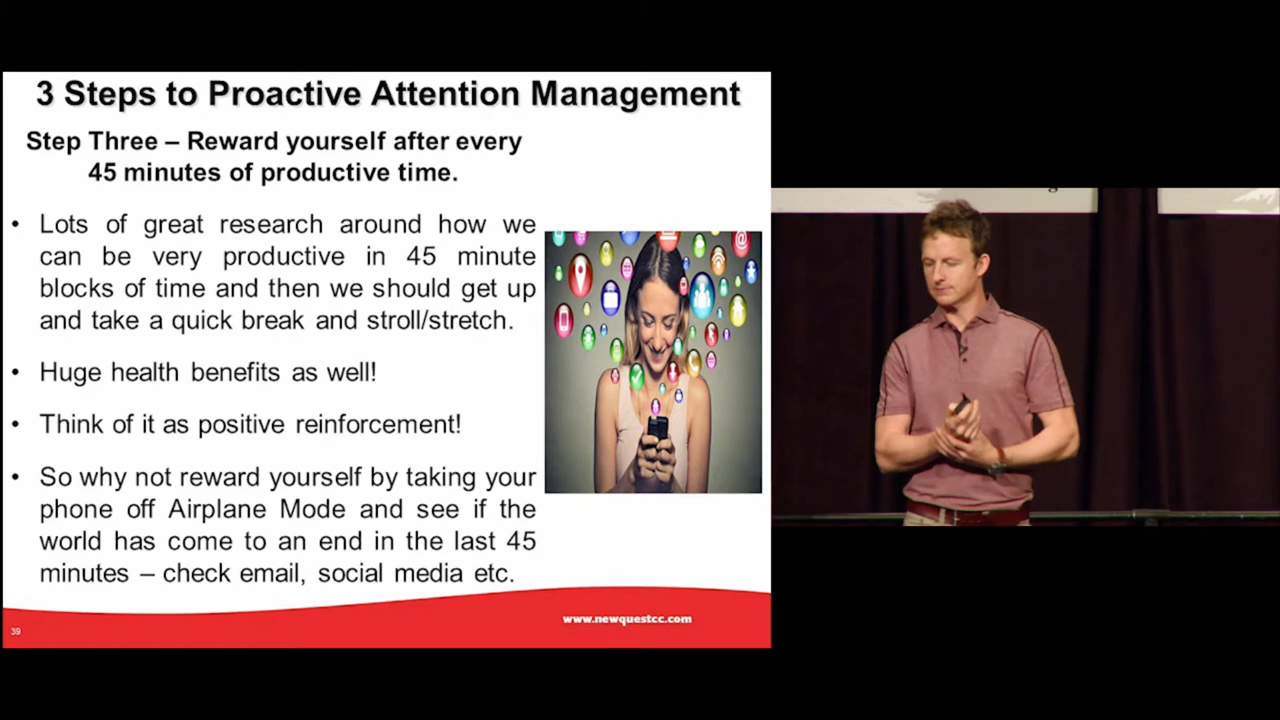 3 Steps to Proactive Attention Management
Step Three – Reward yourself after every
45 minutes of productive time.
• Lots of great research around how we
can be very productive in 45 minute
blocks of time and then we should get up
and take a quick break and stroll/stretch.
• Huge health benefits as well!
• Think of it as positive reinforcement!
• So why not reward yourself by taking your
phone off Airplane Mode and see if the
world has come to an end in the last 45
minutes – check email, social media etc.
39
www.newquestcc.com